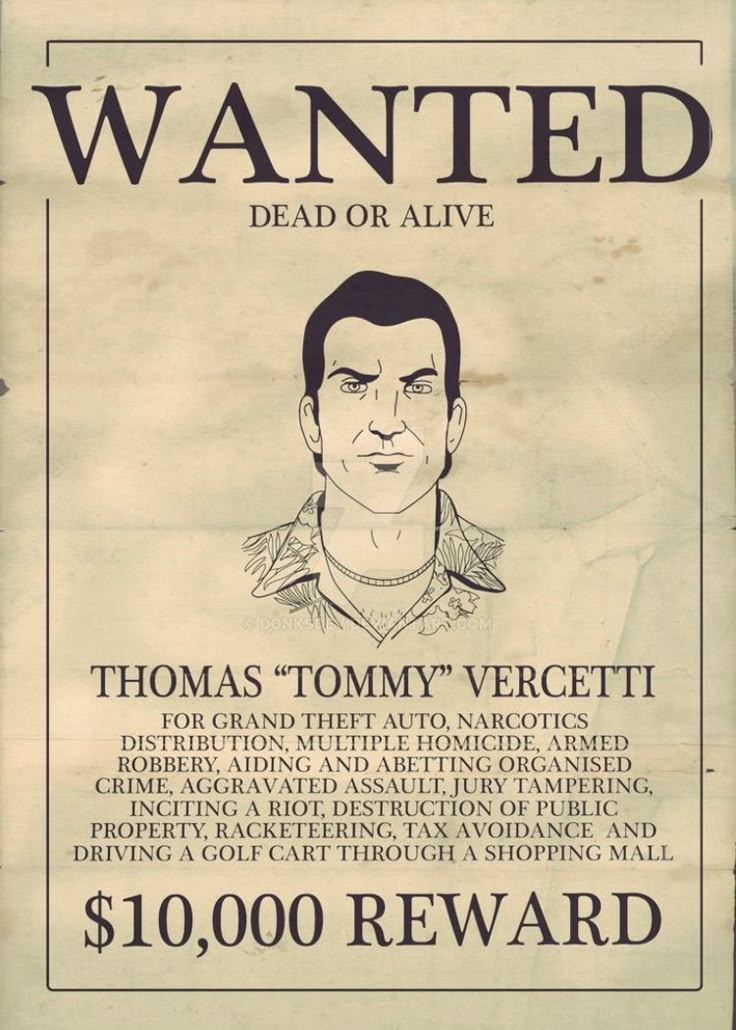 WANTED
DEAD OR ALIVE
THOMAS “TOMMY” VERCETTI
FOR GRAND THEFT AUTO, NARCOTICS
DISTRIBUTION, MULTIPLE HOMICIDE, ARMED
ROBBERY, AIDING AND ABETTING ORGANISED
CRIME, AGGRAVATED ASSAULT, JURY TAMPERING,
INCITING A RIOT, DESTRUCTION OF PUBLIC
PROPERTY, RACKETEERING, TAX AVOIDANCE AND
DRIVING A GOLF CART THROUGH A SHOPPING MALL
$10,000 REWARD